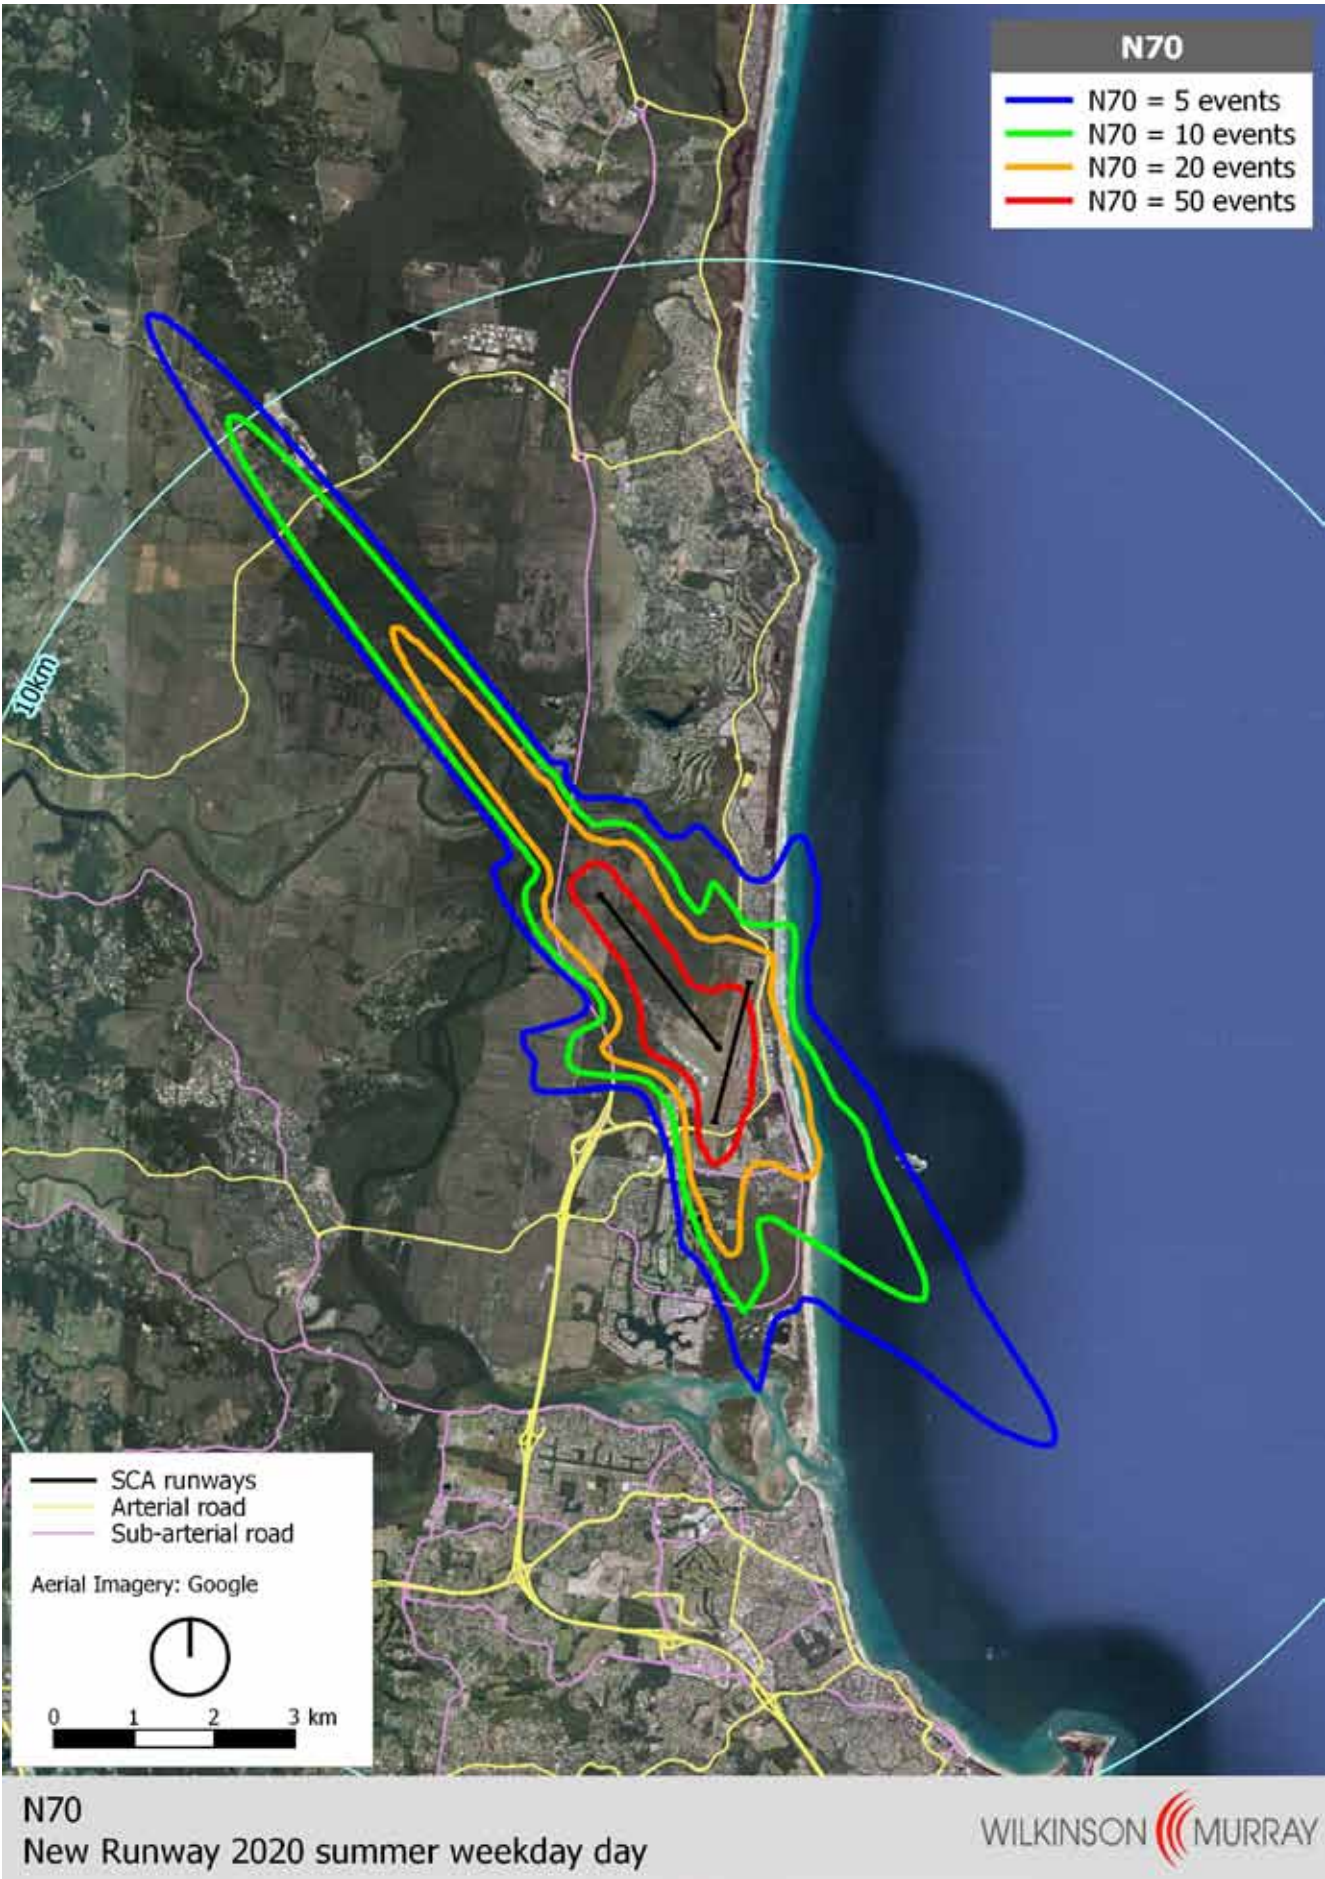 N70
N70 = 5 events
N70 = 10 events
N70 = 20 events
N70 = 50 events
10km
SCA runways
Arterial road
Sub-arterial road
Aerial Imagery: Google
0 1 2 3 km
N70
New Runway 2020 summer weekday day
WILKINSON MURRAY